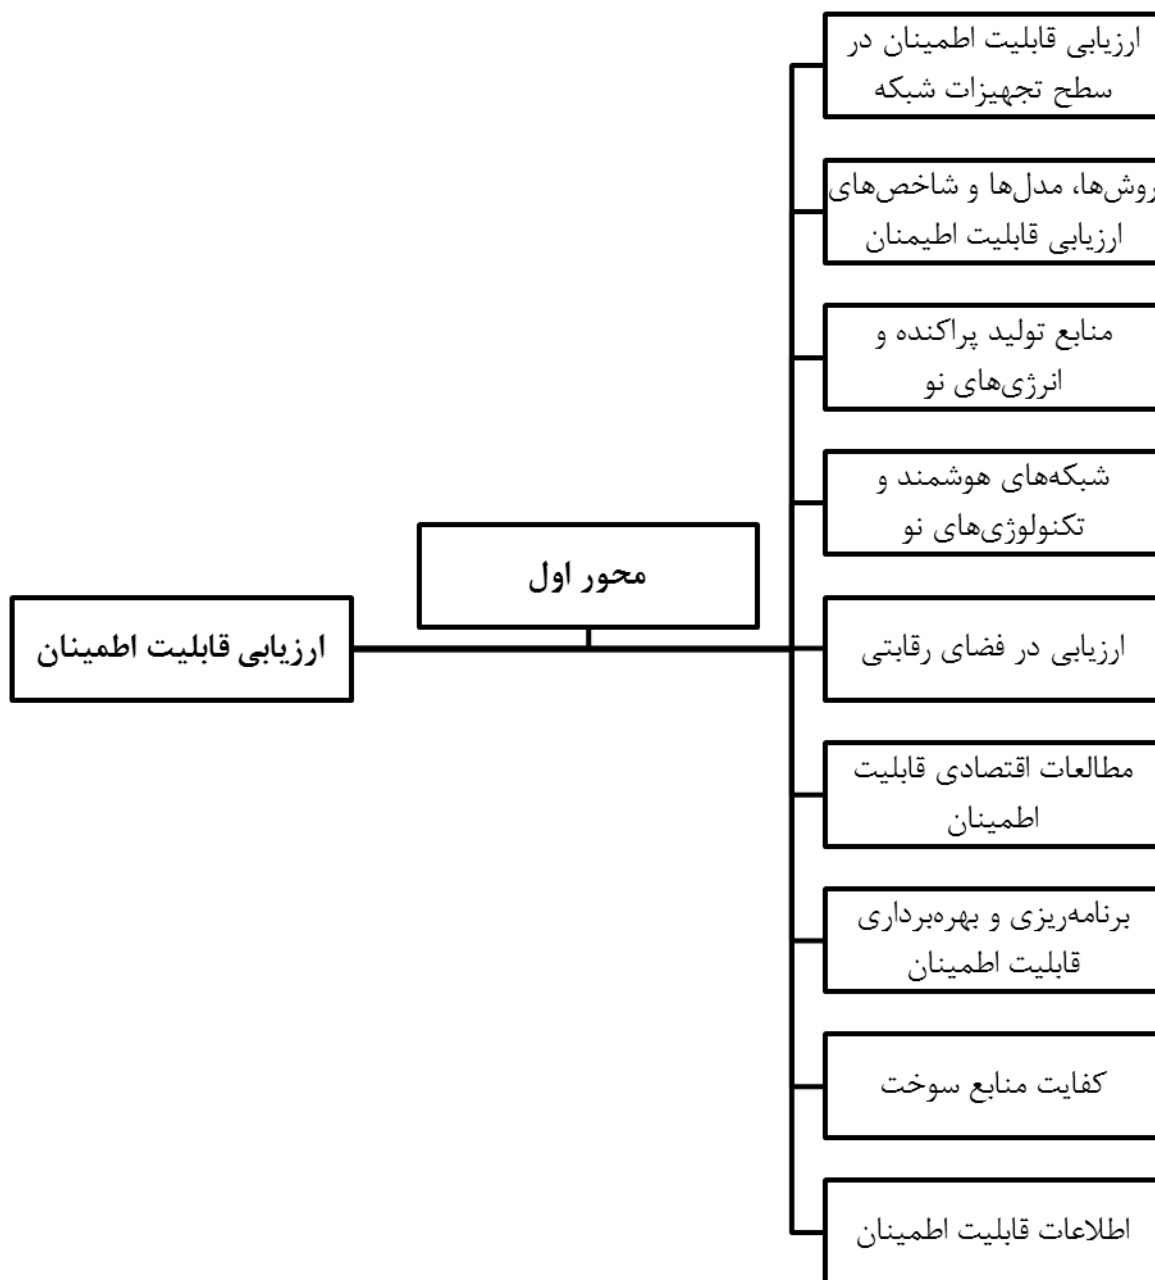 ارزیابی قابلیت اطمینان در
سطح تجهیزات شبکه
روش‌ها، مدل‌ها و شاخص‌های
ارزیابی قابلیت اطیمنان
منابع تولید پراکنده و
انرژی‌های نو
شبکه‌های هوشمند و
تکنولوژی‌های نو
محور اول
ارزیابی قابلیت اطمینان
ارزیابی در فضای رقابتی
مطالعات اقتصادی قابلیت
اطمینان
برنامه‌ریزی و بهره‌برداری
قابلیت اطمینان
کفایت منابع سوخت
اطلاعات قابلیت اطمینان